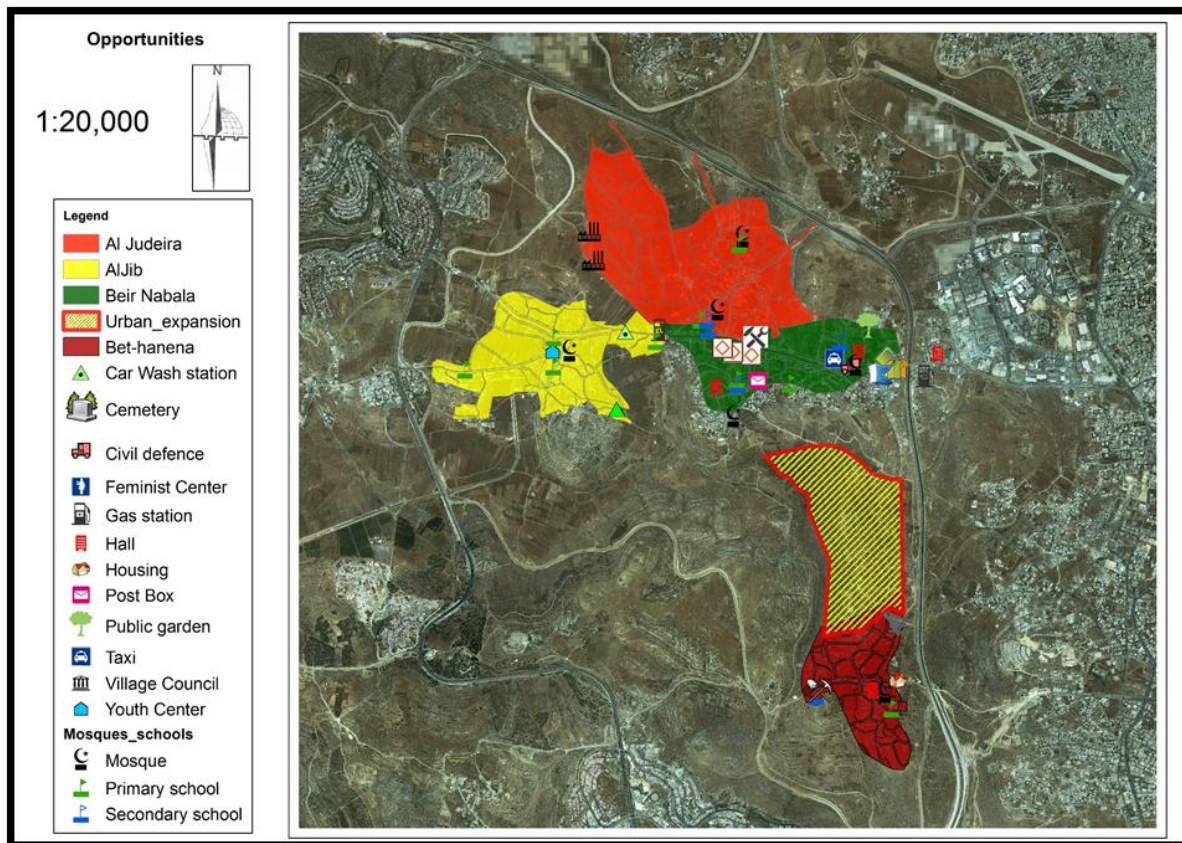 Opportunities
N
1:20,000
Legend
Al Judeira
AlJib
Beir Nabala
Urban_expansion
Bet-hanena
Car Wash station
Cemetery
Civil defence
Feminist Center
Gas station
Hall
Housing
Post Box
Public garden
Taxi
Village Council
Youth Center
Mosques_schools
Mosque
Primary school
Secondary school